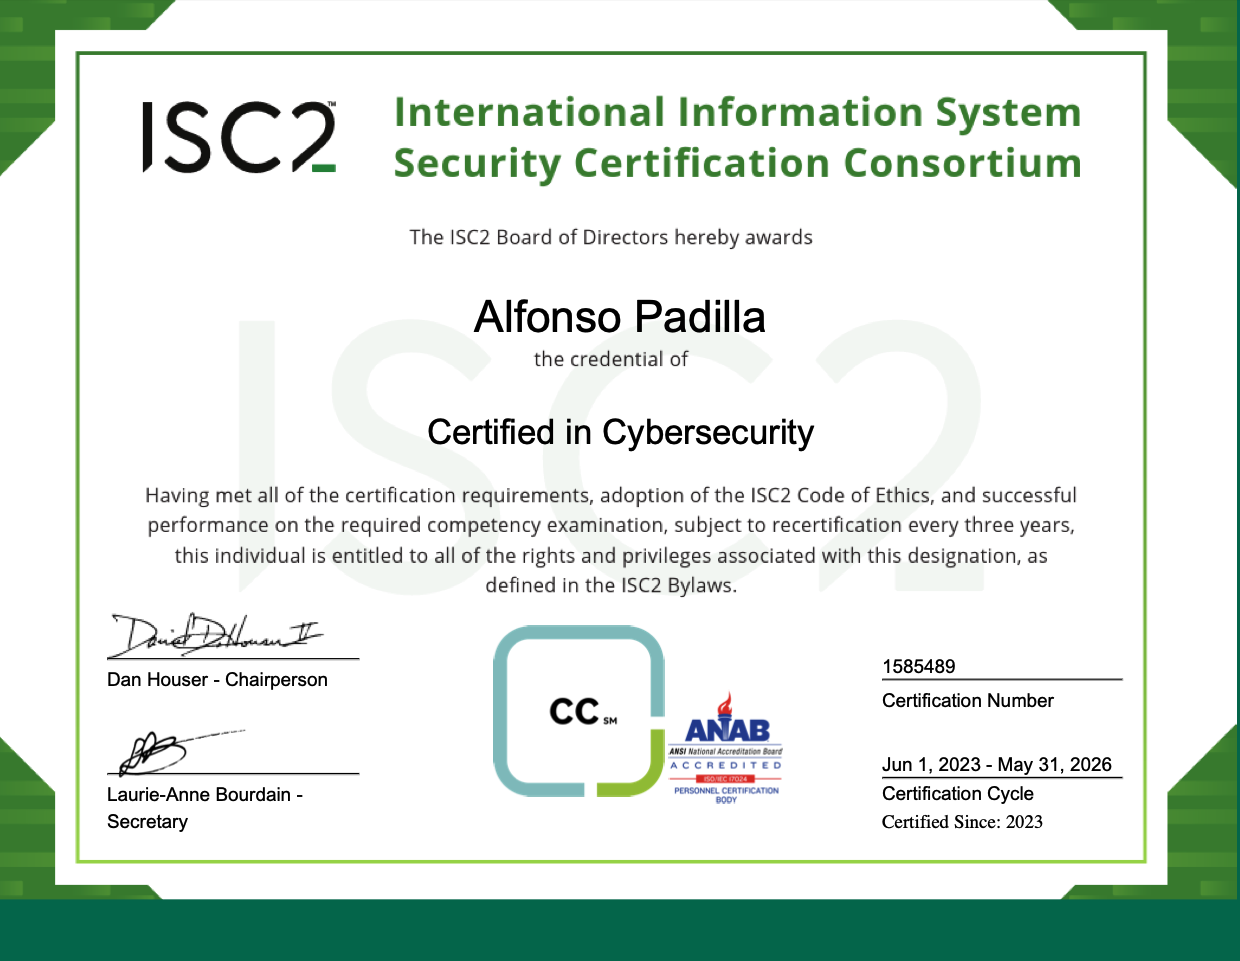 ISC2™
International Information System
Security Certification Consortium
The ISC2 Board of Directors hereby awards
Alfonso Padilla
the credential of
Certified in Cybersecurity
Having met all of the certification requirements, adoption of the ISC2 Code of Ethics, and successful
performance on the required competency examination, subject to recertification every three years,
this individual is entitled to all of the rights and privileges associated with this designation, as
defined in the ISC2 Bylaws.
Dan Houser - Chairperson
Laurie-Anne Bourdain -
Secretary
CC SM
ANAB
ANSI National Accreditation Board
ACCREDITED
ISO/IEC 17024
PERSONNEL CERTIFICATION
BODY
1585489
Certification Number
Jun 1, 2023 - May 31, 2026
Certification Cycle
Certified Since: 2023